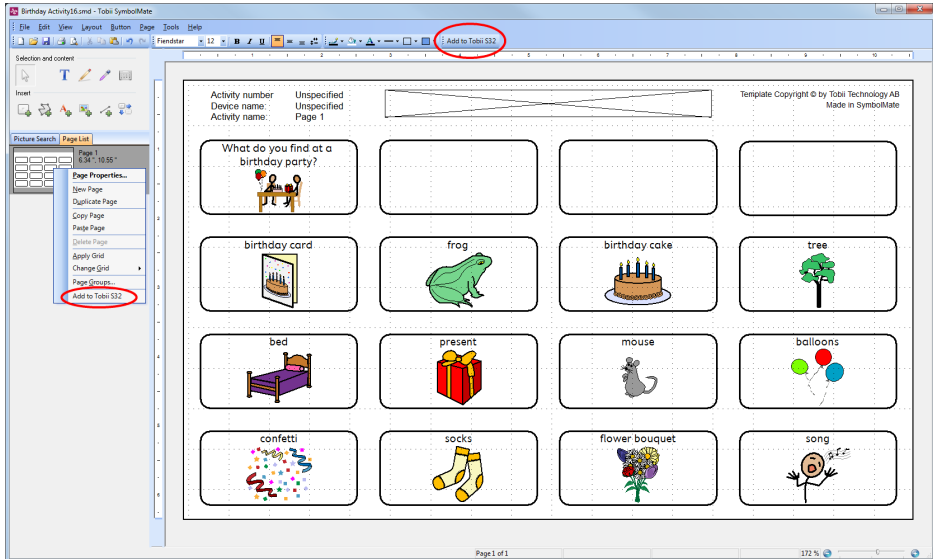 Birthday Activity16.smd - Tobii SymbolMate
File Edit View Layout Button Page Tools Help
Fiendstar 12 B I U A Add to Tobii S32
Selection and content
T
Insert
Picture Search Page List
Page 1
6.34 ", 10.55 "
Page Properties...
New Page
Duplicate Page
Copy Page
Paste Page
Delete Page
Apply Grid
Change Grid
Page Groups...
Add to Tobii S32
Activity number Unspecified
Device name: Unspecified
Activity name: Page 1
Template Copyright © by Tobii Technology AB
Made in SymbolMate
What do you find at a
birthday party?
birthday card frog birthday cake tree
bed present mouse balloons
confetti socks flower bouquet song
Page 1 of 1 172 %